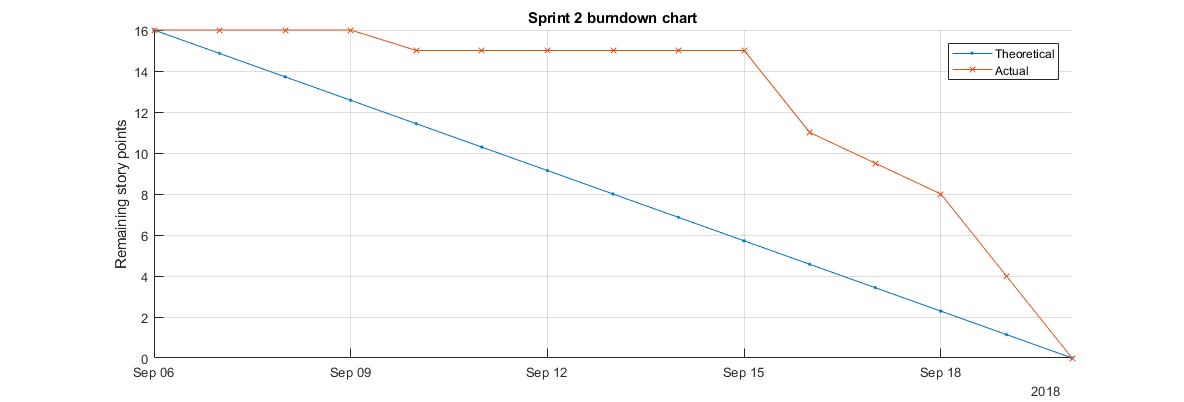 Sprint 2 burndown chart
Remaining story points
16
14
12
10
8
6
4
2
0
Theoretical
Actual
Sep 06
Sep 09
Sep 12
Sep 15
Sep 18
2018